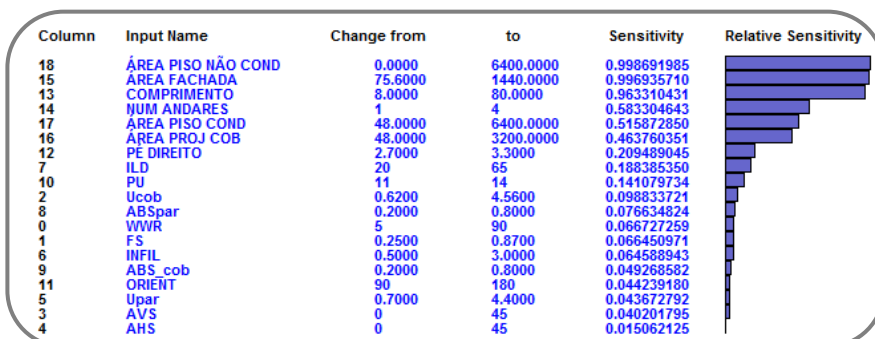 Column Input Name Change from to Sensitivity Relative Sensitivity
18 ÁREA PISO NÃO COND 0.0000 6400.0000 0.998691985
15 ÁREA FACHADA 75.6000 1440.0000 0.996935710
13 COMPRIMENTO 8.0000 80.0000 0.963310431
14 NUM ANDARES 1 4 0.583304643
17 ÁREA PISO COND 48.0000 6400.0000 0.515872850
16 ÁREA PROJ COB 48.0000 3200.0000 0.463760351
12 PÉ DIREITO 2.7000 3.3000 0.209489045
7 ILD 20 65 0.188385350
10 PU 11 14 0.141079734
2 Ucob 0.6200 4.5600 0.098833721
8 ABSpar 0.2000 0.8000 0.076634824
0 WWR 5 90 0.066727259
1 FS 0.2500 0.8700 0.066450971
6 INFIL 0.5000 3.0000 0.064588943
9 ABS_cob 0.2000 0.8000 0.049268582
11 ORIENT 90 180 0.044239180
5 Upar 0.7000 4.4000 0.043672792
3 AVS 0 45 0.040201795
4 AHS 0 45 0.015062125